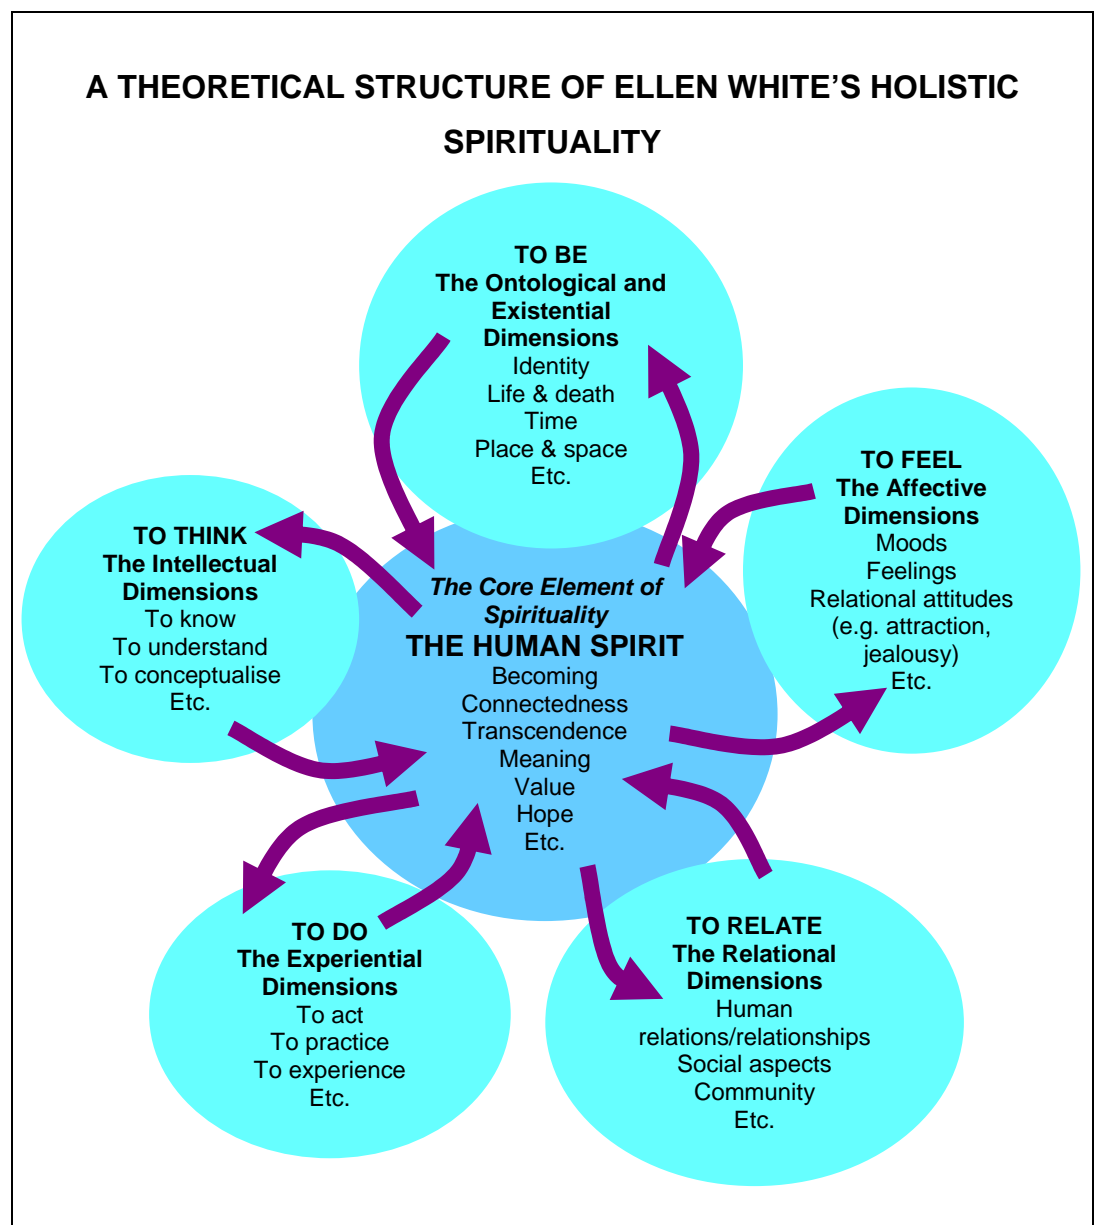 A THEORETICAL STRUCTURE OF ELLEN WHITE’S HOLISTIC
SPIRITUALITY
TO BE
The Ontological and
Existential
Dimensions
Identity
Life & death
Time
Place & space
Etc.
TO FEEL
The Affective
Dimensions
Moods
Feelings
Relational attitudes
(e.g. attraction,
jealousy)
Etc.
TO THINK
The Intellectual
Dimensions
To know
To understand
To conceptualise
Etc.
The Core Element of
Spirituality
THE HUMAN SPIRIT
Becoming
Connectedness
Transcendence
Meaning
Value
Hope
Etc.
TO DO
The Experiential
Dimensions
To act
To practice
To experience
Etc.
TO RELATE
The Relational
Dimensions
Human
relations/relationships
Social aspects
Community
Etc.